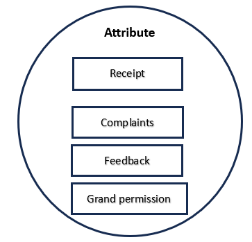 Attribute
Receipt
Complaints
Feedback
Grand permission